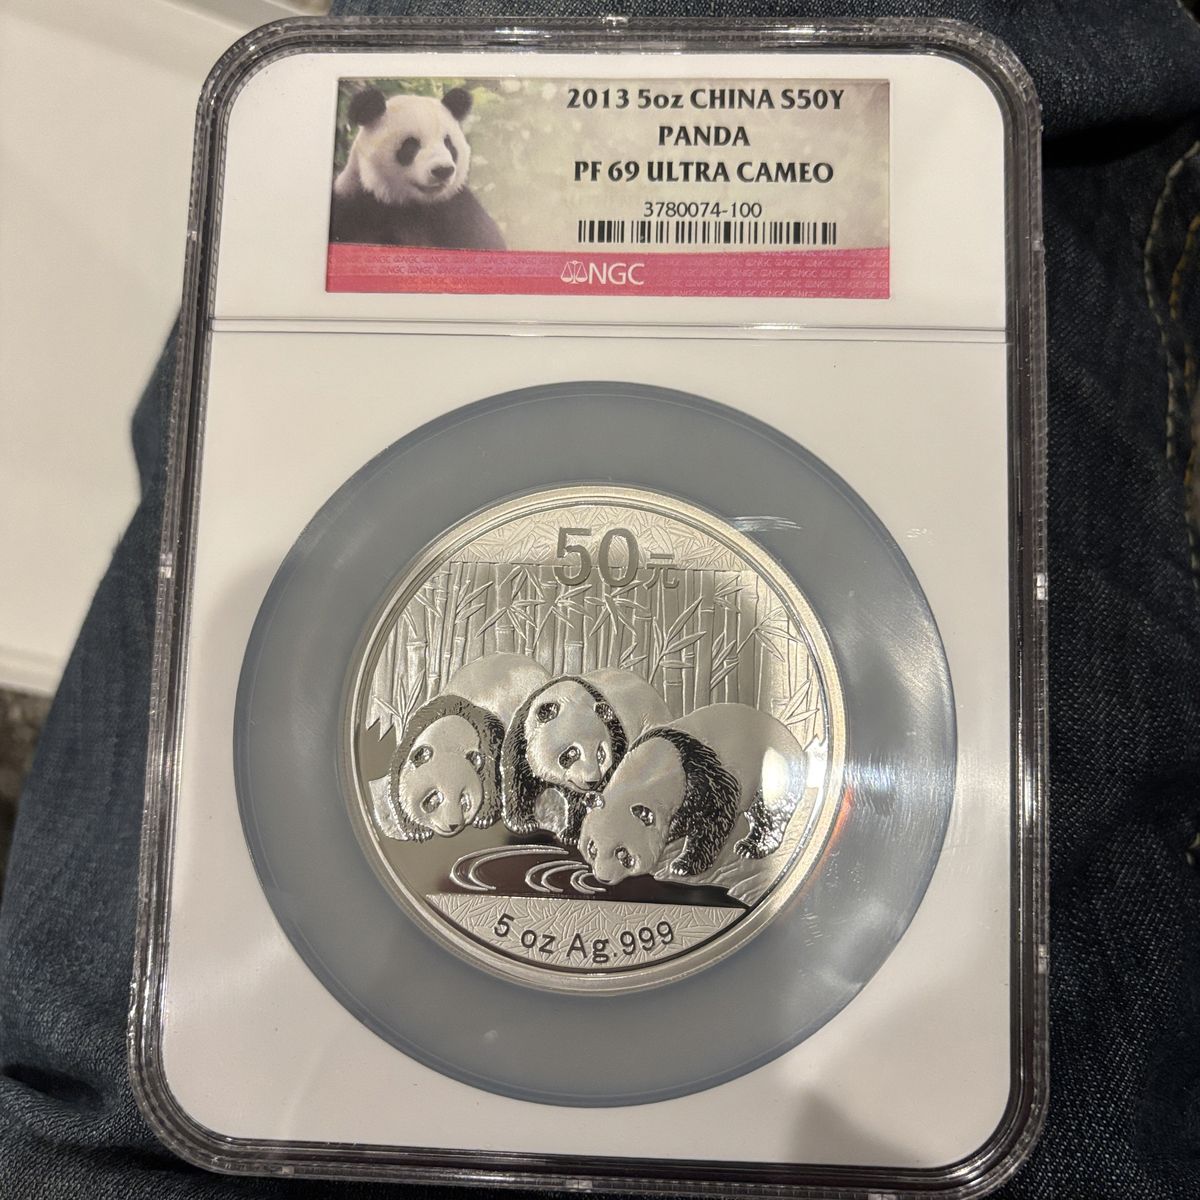 2013 5oz CHINA S50Y
PANDA
PF 69 ULTRA CAMEO
3780074-100
NGC
50元
5 oz Ag.999